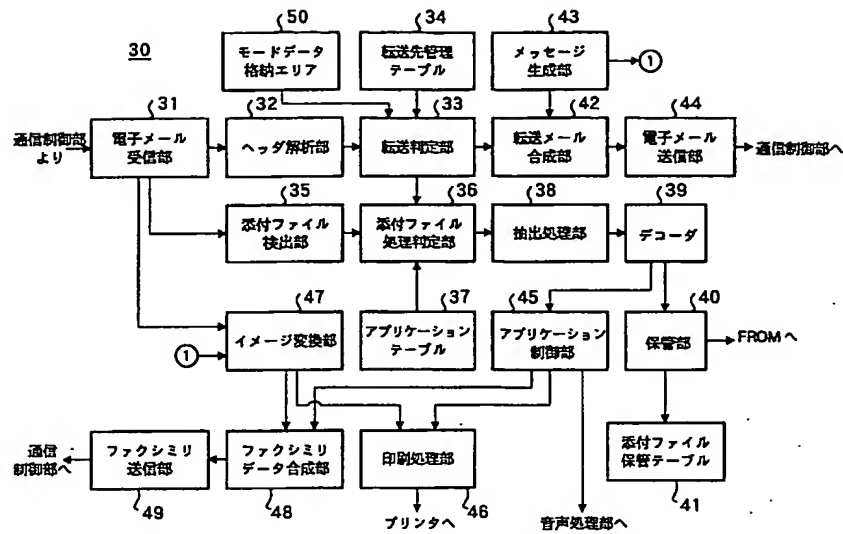 30
50
モードデータ
格納エリア
34
転送先管理
テーブル
43
メッセージ
生成部
①
通信制御部
より
31
電子メール
受信部
32
ヘッダ解析部
33
転送判定部
42
転送メール
合成部
44
電子メール
送信部
通信制御部へ
35
添付ファイル
検出部
36
添付ファイル
処理判定部
38
抽出処理部
39
デコーダ
①
47
イメージ変換部
37
アプリケーション
テーブル
45
アプリケーション
制御部
40
保管部
FROMへ
通信
制御部へ
ファクシミリ
送信部
49
ファクシミリ
データ合成部
48
印刷処理部
46
プリンタへ
音声処理部へ
添付ファイル
保管テーブル
41